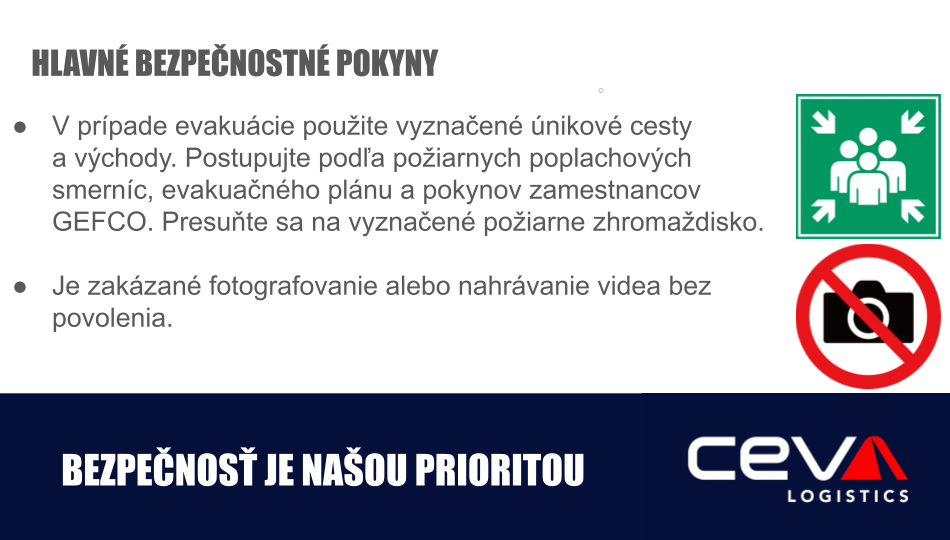 HLAVNÉ BEZPEČNOSTNÉ POKYNY
● V prípade evakuácie použite vyznačené únikové cesty
a východy. Postupujte podľa požiarnych poplachových
smerníc, evakuačného plánu a pokynov zamestnancov
GEFCO. Presuňte sa na vyznačené požiarne zhromaždisko.
● Je zakázané fotografovanie alebo nahrávanie videa bez
povolenia.
BEZPEČNOSŤ JE NAŠOU PRIORITOU
CEVA
LOGISTICS